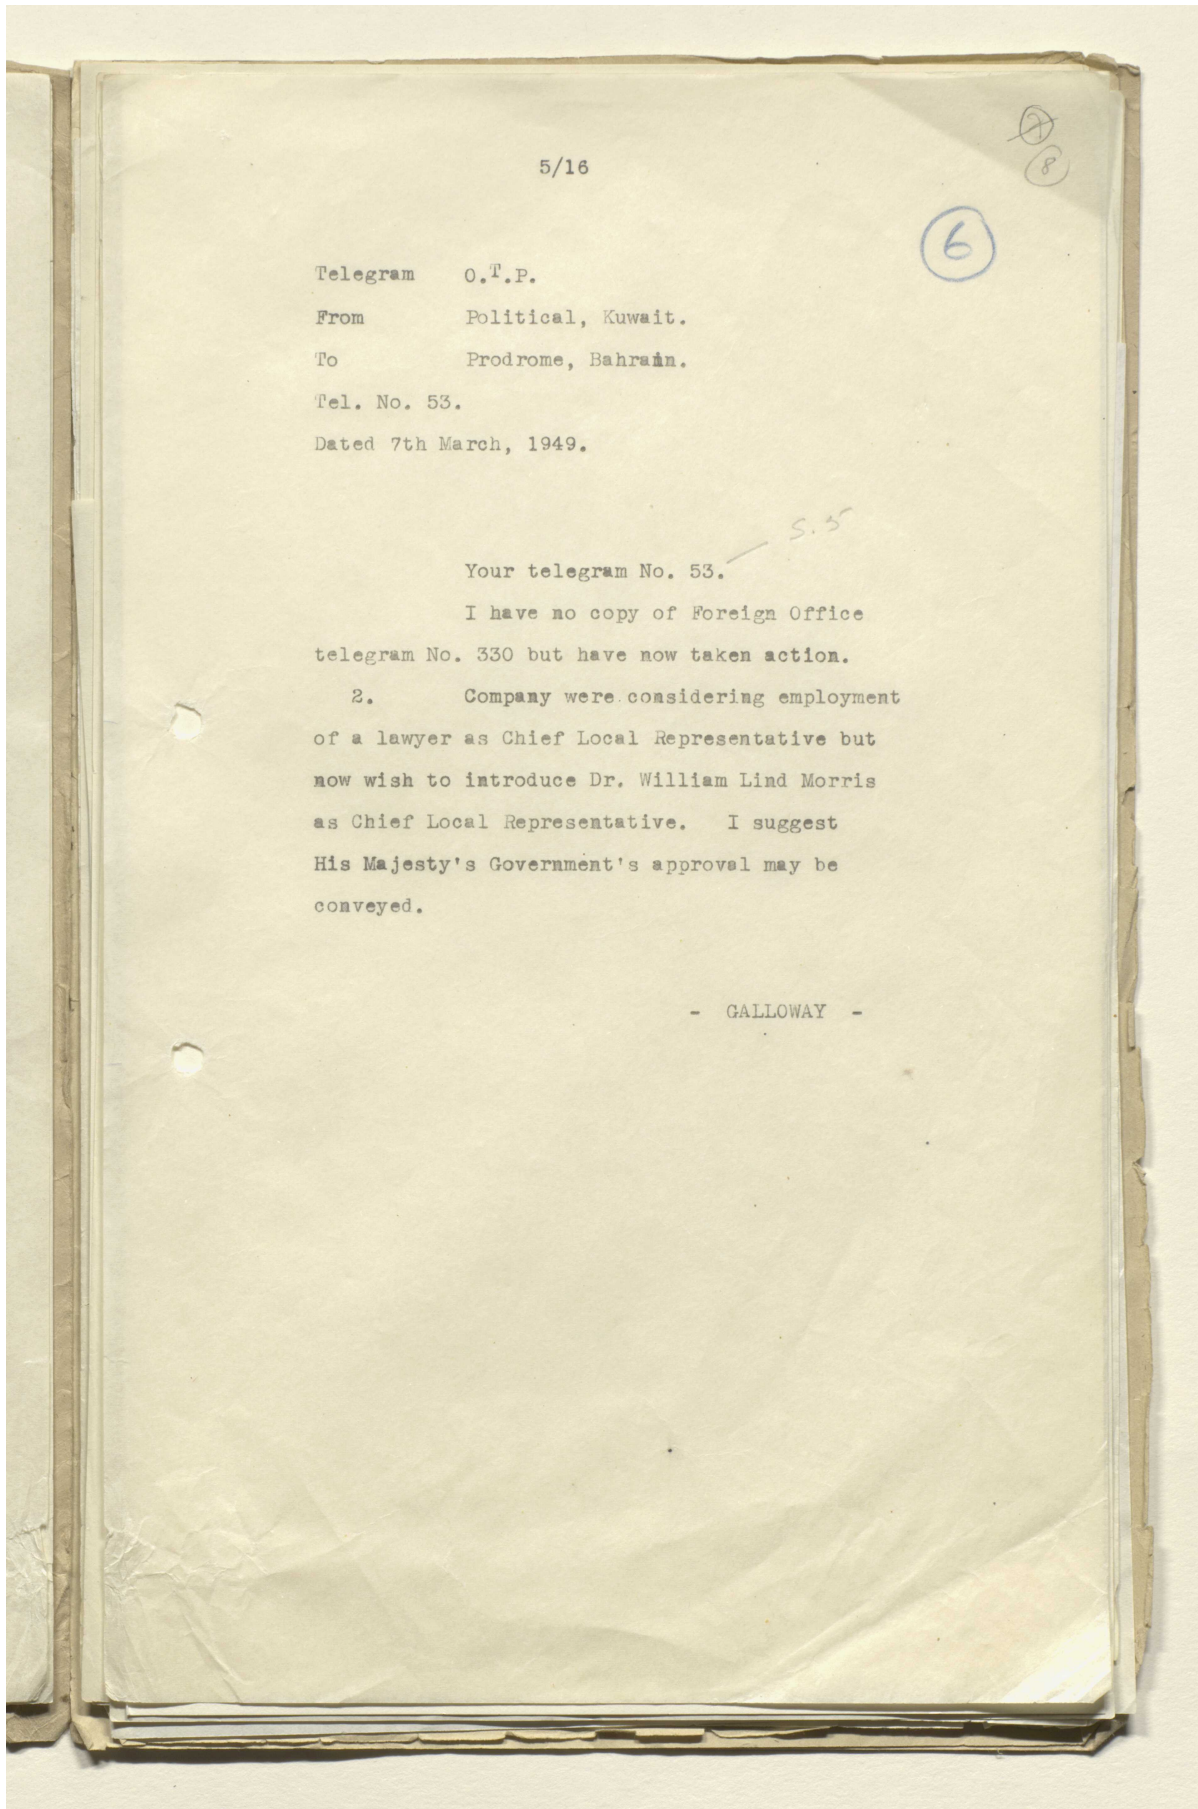 7
8
5/16
6
Telegram O.T.P.
From Political, Kuwait.
To Prodrome, Bahrain.
Tel. No. 53.
Dated 7th March, 1949.
S.5
Your telegram No. 53.
I have no copy of Foreign Office
telegram No. 330 but have now taken action.
2. Company were considering employment
of a lawyer as Chief Local Representative but
now wish to introduce Dr. William Lind Morris
as Chief Local Representative. I suggest
His Majesty's Government's approval may be
conveyed.
- GALLOWAY -